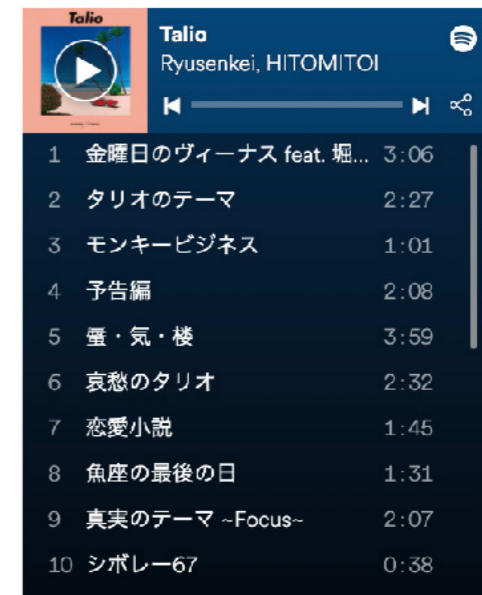 Talio
Talio
Ryusenkei, HITOMITOI
1 金曜日のヴィーナス feat. 堀... 3:06
2 タリオのテーマ 2:27
3 モンキービジネス 1:01
4 予告編 2:08
5 蜃・気・楼 3:59
6 哀愁のタリオ 2:32
7 恋愛小説 1:45
8 魚座の最後の日 1:31
9 真実のテーマ ~Focus~ 2:07
10 シボレー67 0:38